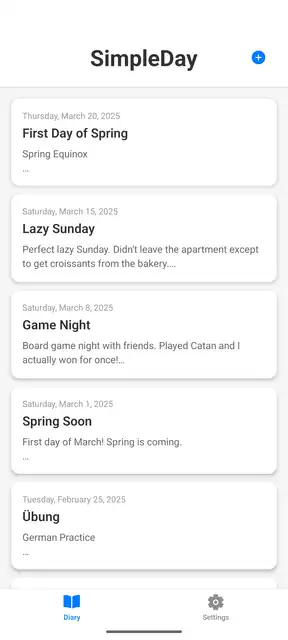 SimpleDay
Thursday, March 20, 2025
First Day of Spring
Spring Equinox
...
Saturday, March 15, 2025
Lazy Sunday
Perfect lazy Sunday. Didn't leave the apartment except
to get croissants from the bakery....
Saturday, March 8, 2025
Game Night
Board game night with friends. Played Catan and I
actually won for once!...
Saturday, March 1, 2025
Spring Soon
First day of March! Spring is coming.
...
Tuesday, February 25, 2025
Übung
German Practice
...
Diary
Settings